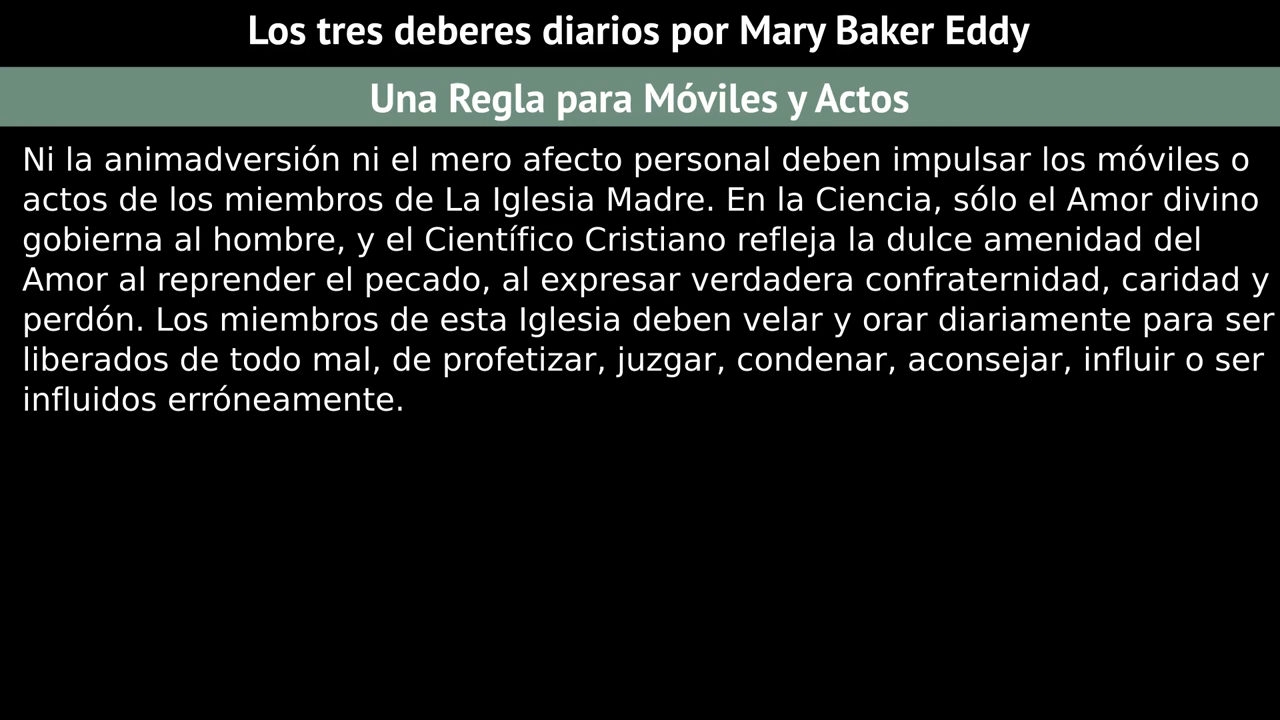 Los tres deberes diarios por Mary Baker Eddy
Una Regla para Móviles y Actos
Ni la animadversión ni el mero afecto personal deben impulsar los móviles o
actos de los miembros de La Iglesia Madre. En la Ciencia, sólo el Amor divino
gobierna al hombre, y el Científico Cristiano refleja la dulce amenidad del
Amor al reprender el pecado, al expresar verdadera confraternidad, caridad y
perdón. Los miembros de esta Iglesia deben velar y orar diariamente para ser
liberados de todo mal, de profetizar, juzgar, condenar, aconsejar, influir o ser
influidos erróneamente.